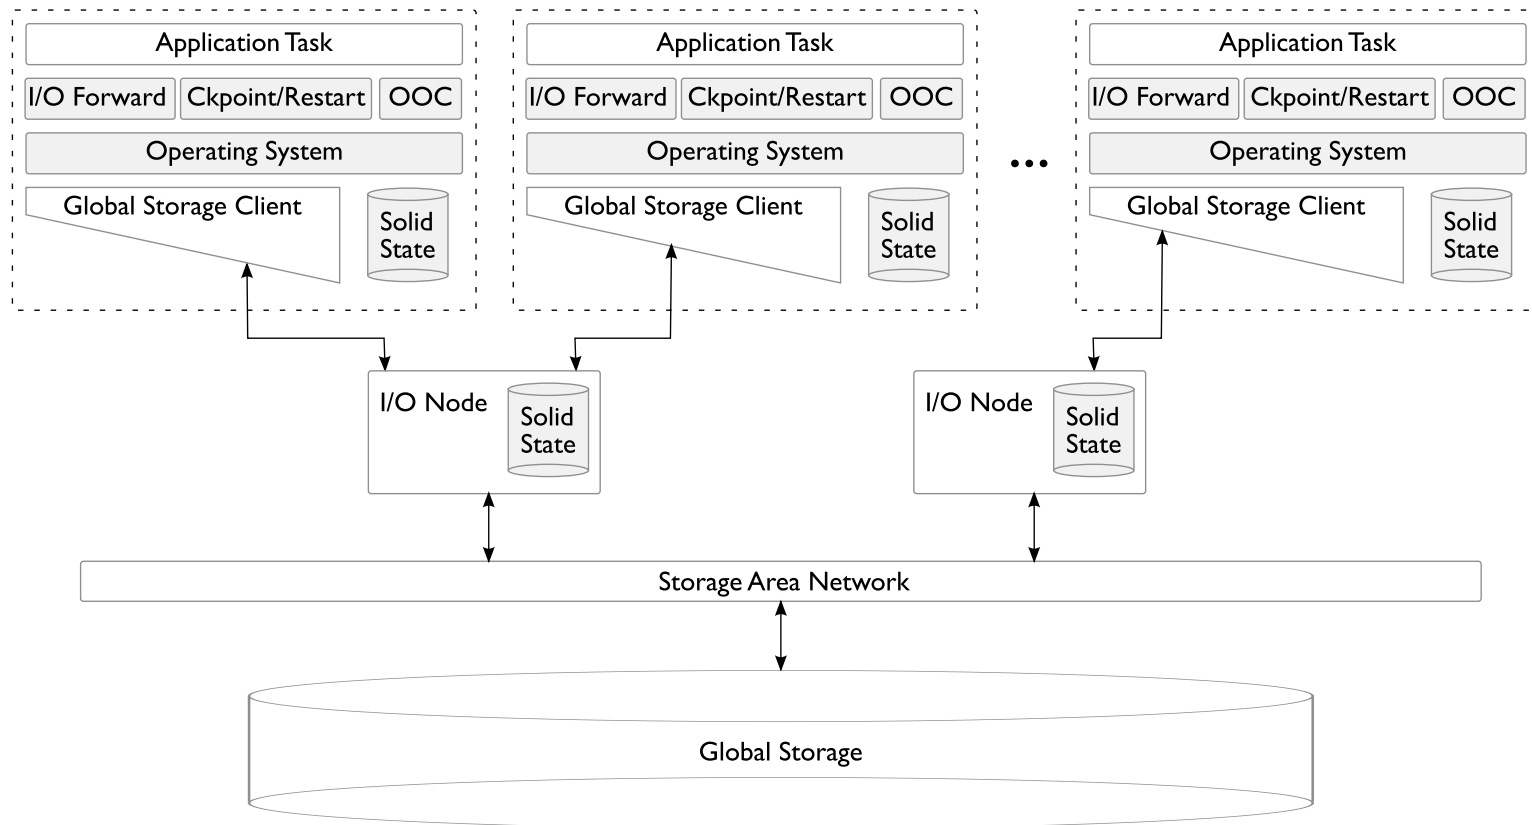 Application Task
I/O Forward
Ckpoint/Restart
OOC
Operating System
Global Storage Client
Solid
State
Application Task
I/O Forward
Ckpoint/Restart
OOC
Operating System
Global Storage Client
Solid
State
...
Application Task
I/O Forward
Ckpoint/Restart
OOC
Operating System
Global Storage Client
Solid
State
I/O Node
Solid
State
I/O Node
Solid
State
Storage Area Network
Global Storage